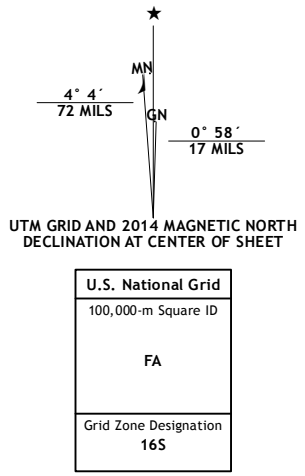 ★
MN
4° 4´
72 MILS
GN
0° 58´
17 MILS
UTM GRID AND 2014 MAGNETIC NORTH
DECLINATION AT CENTER OF SHEET
U.S. National Grid
100,000-m Square ID
FA
Grid Zone Designation
16S